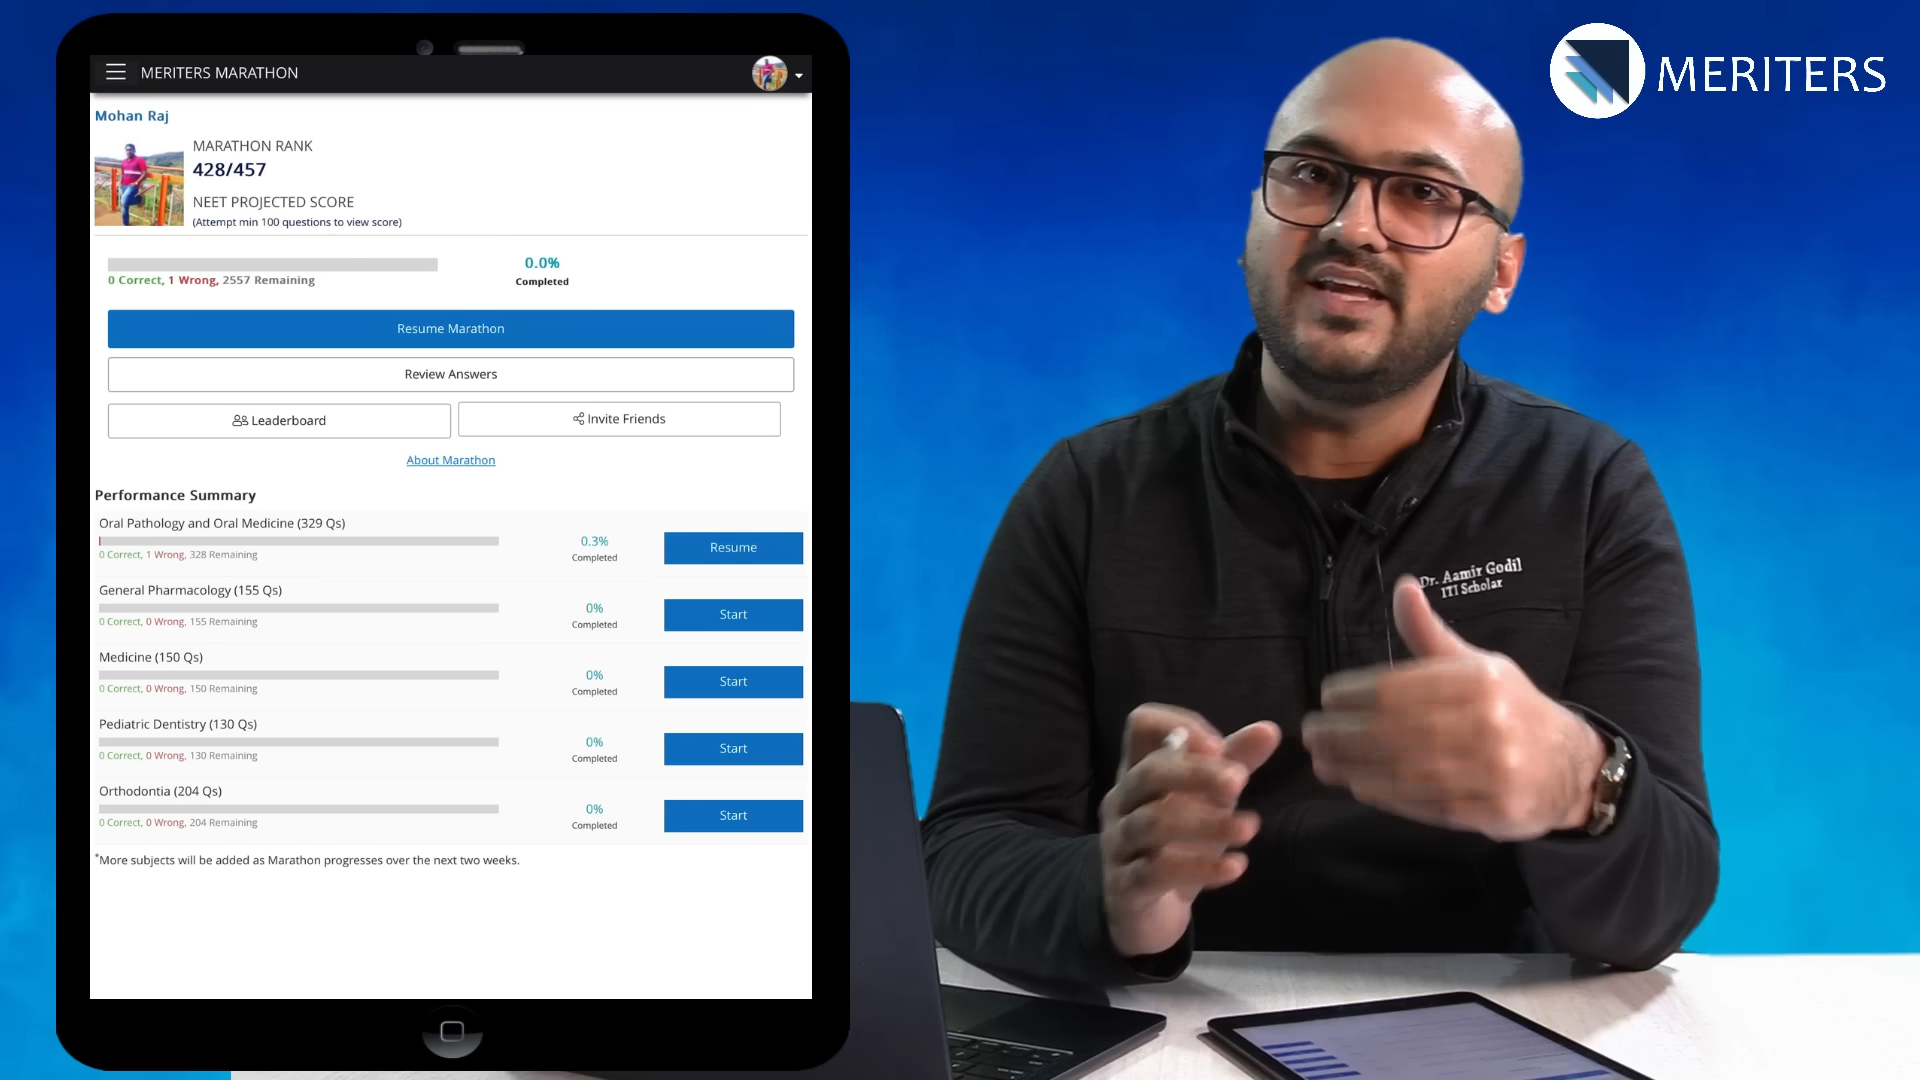 MERITERS MARATHON
Mohan Raj
MARATHON RANK
428/457
NEET PROJECTED SCORE
(Attempt min 100 questions to view score)
0.0%
Completed
0 Correct, 1 Wrong, 2557 Remaining
Resume Marathon
Review Answers
Leaderboard
Invite Friends
About Marathon
Performance Summary
Oral Pathology and Oral Medicine (329 Qs)
0 Correct, 1 Wrong, 328 Remaining
0.3%
Completed
Resume
General Pharmacology (155 Qs)
0 Correct, 0 Wrong, 155 Remaining
0%
Completed
Start
Medicine (150 Qs)
0 Correct, 0 Wrong, 150 Remaining
0%
Completed
Start
Pediatric Dentistry (130 Qs)
0 Correct, 0 Wrong, 130 Remaining
0%
Completed
Start
Orthodontia (204 Qs)
0 Correct, 0 Wrong, 204 Remaining
0%
Completed
Start
*More subjects will be added as Marathon progresses over the next two weeks.
MERITERS
Dr. Aamir Godil
ITI Scholar